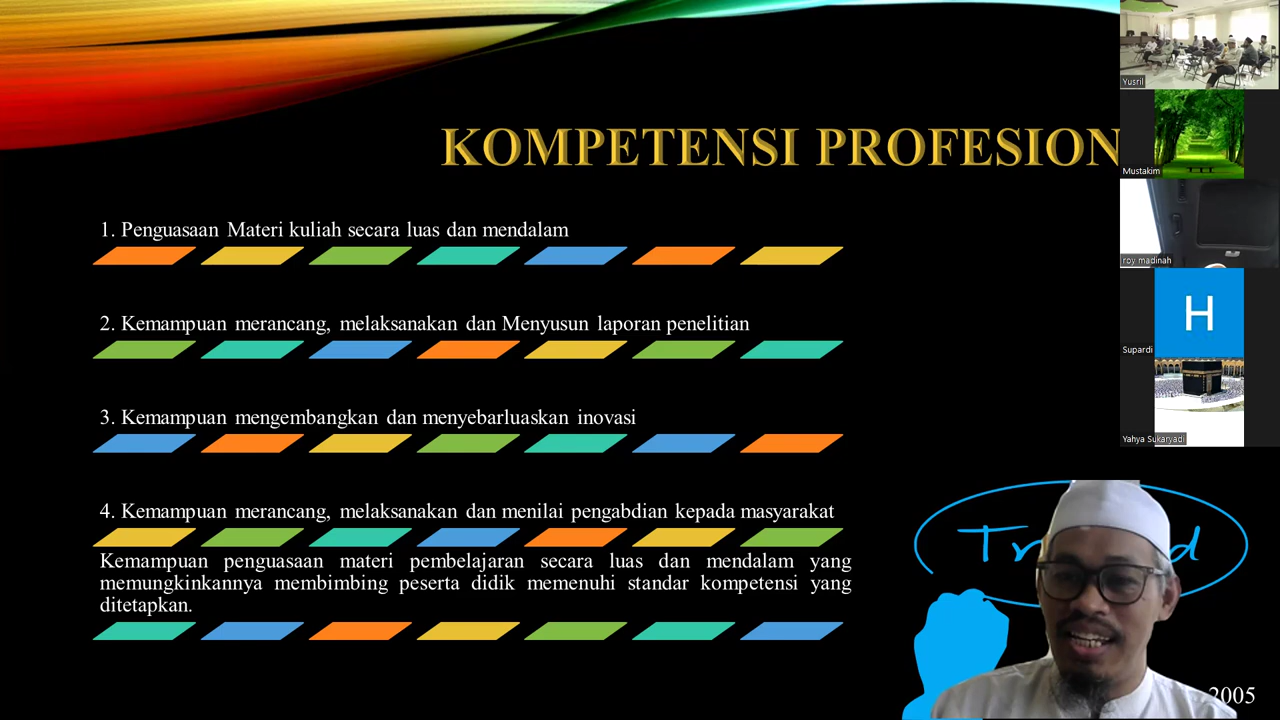 KOMPETENSI PROFESION
1. Penguasaan Materi kuliah secara luas dan mendalam
2. Kemampuan merancang, melaksanakan dan Menyusun laporan penelitian
3. Kemampuan mengembangkan dan menyebarluaskan inovasi
4. Kemampuan merancang, melaksanakan dan menilai pengabdian kepada masyarakat
Kemampuan penguasaan materi pembelajaran secara luas dan mendalam yang
memungkinkannya membimbing peserta didik memenuhi standar kompetensi yang
ditetapkan.
Yusril
Mustakim
roy madinah
H
Supardi
Yahya Sukaryadi
2005